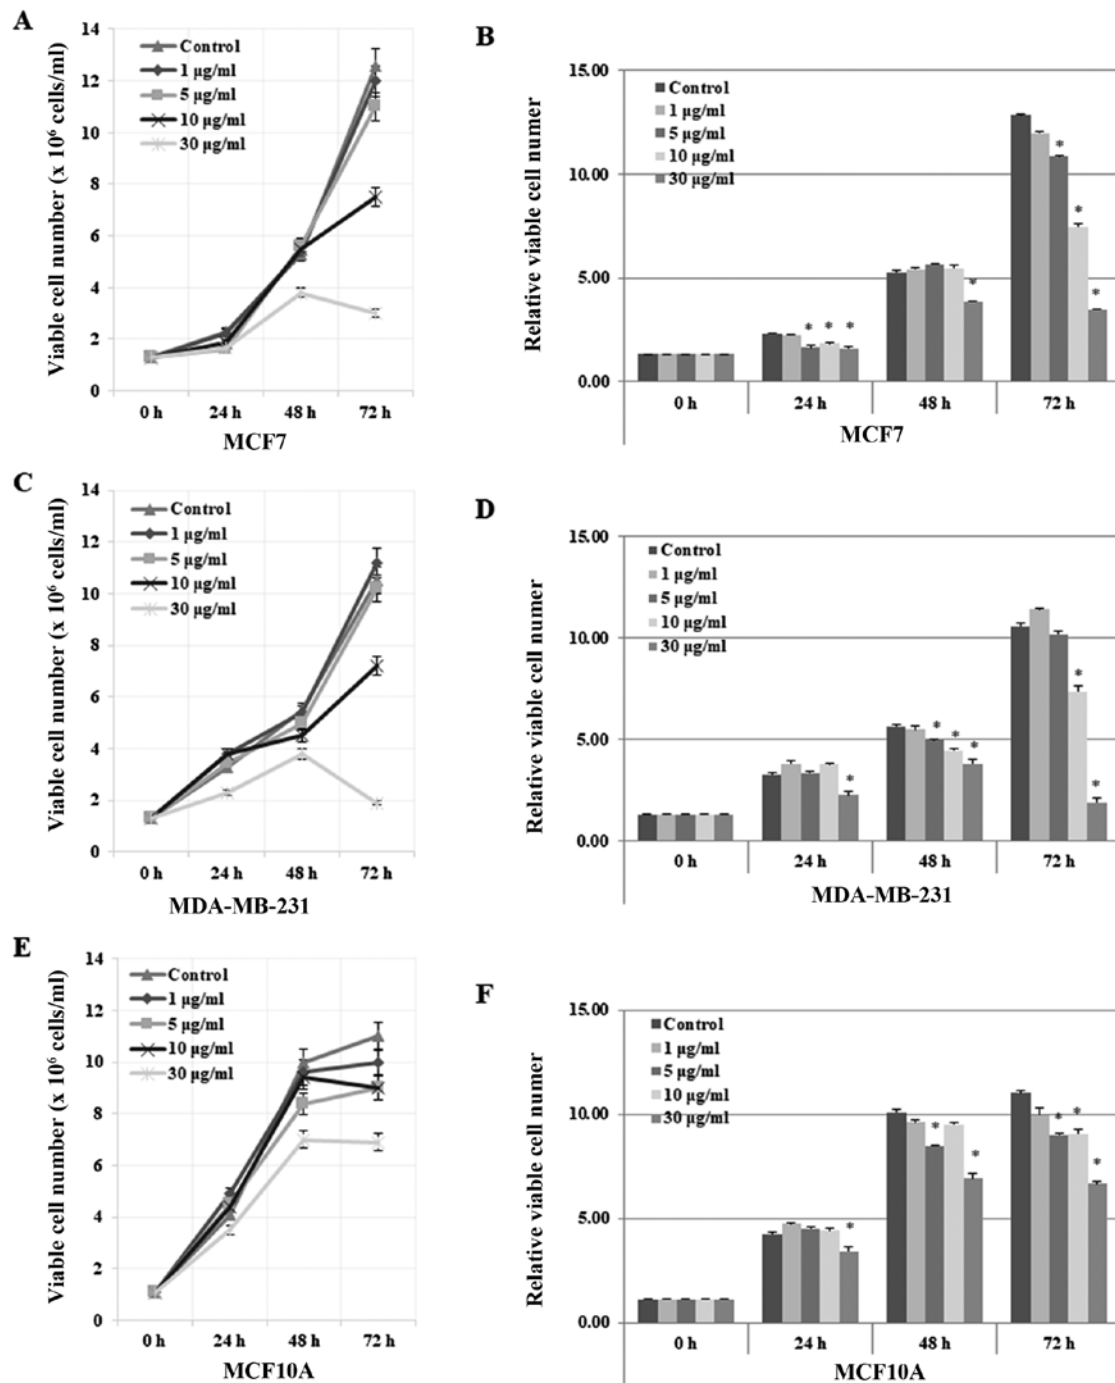 A
Viable cell number (x 10⁶ cells/ml)
14
12
10
8
6
4
2
0
Control
1 µg/ml
5 µg/ml
10 µg/ml
30 µg/ml
0 h 24 h 48 h 72 h
MCF7
B
Relative viable cell numer
15.00
10.00
5.00
0.00
Control
1 µg/ml
5 µg/ml
10 µg/ml
30 µg/ml
* * *
*
* * *
0 h 24 h 48 h 72 h
MCF7
C
Viable cell number (x 10⁶ cells/ml)
14
12
10
8
6
4
2
0
Control
1 µg/ml
5 µg/ml
10 µg/ml
30 µg/ml
0 h 24 h 48 h 72 h
MDA-MB-231
D
Relative viable cell numer
15.00
10.00
5.00
0.00
Control
1 µg/ml
5 µg/ml
10 µg/ml
30 µg/ml
*
* * *
* *
0 h 24 h 48 h 72 h
MDA-MB-231
E
Viable cell number (x 10⁶ cells/ml)
14
12
10
8
6
4
2
0
Control
1 µg/ml
5 µg/ml
10 µg/ml
30 µg/ml
0 h 24 h 48 h 72 h
MCF10A
F
Relative viable cell numer
15.00
10.00
5.00
0.00
Control
1 µg/ml
5 µg/ml
10 µg/ml
30 µg/ml
*
* *
* * *
0 h 24 h 48 h 72 h
MCF10A